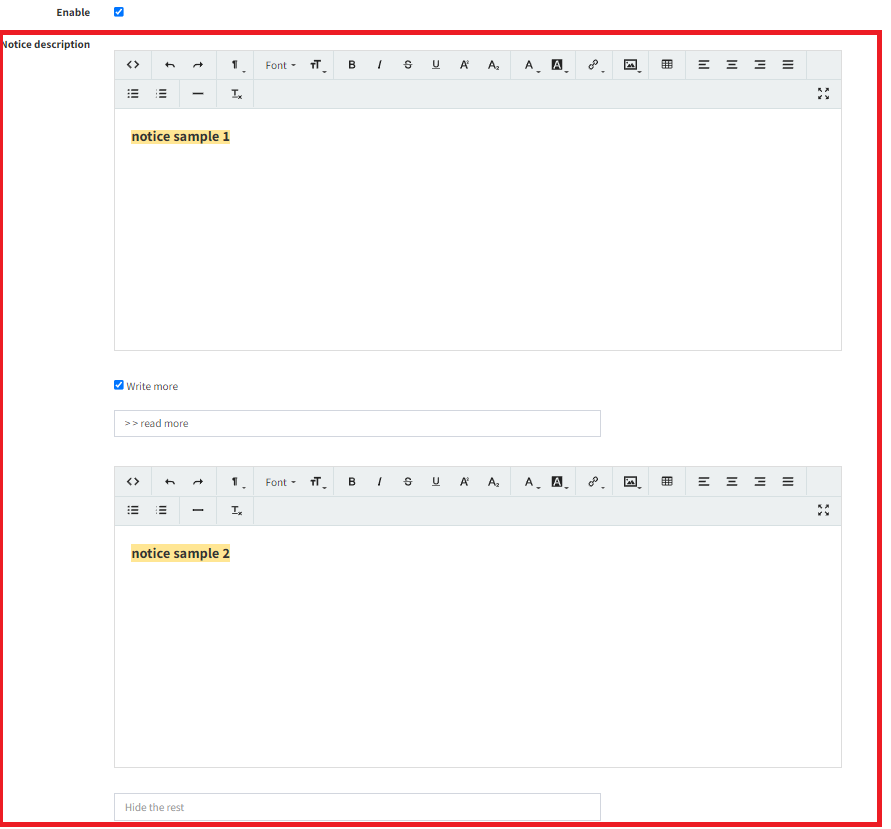 Enable
Notice description
Font
notice sample 1
Write more
>> read more
Font
notice sample 2
Hide the rest